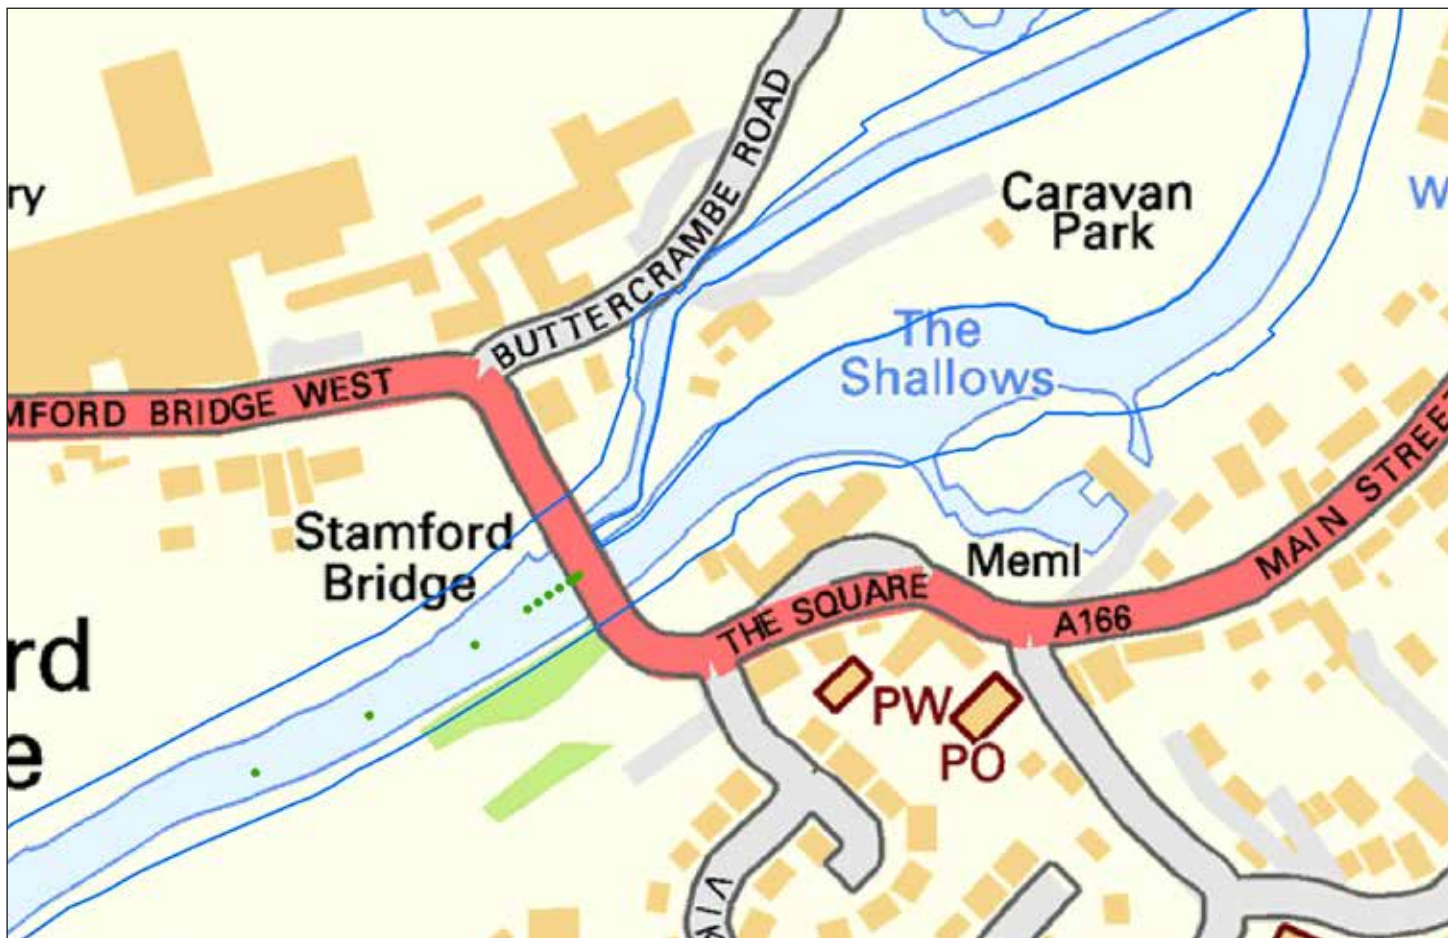 ry
BUTTERCRAMBE ROAD
Caravan
Park
W
The
Shallows
MFORD BRIDGE WEST
MAIN STREET
Stamford
Bridge
Meml
THE SQUARE
A166
rd
e
PW
PO
VIK